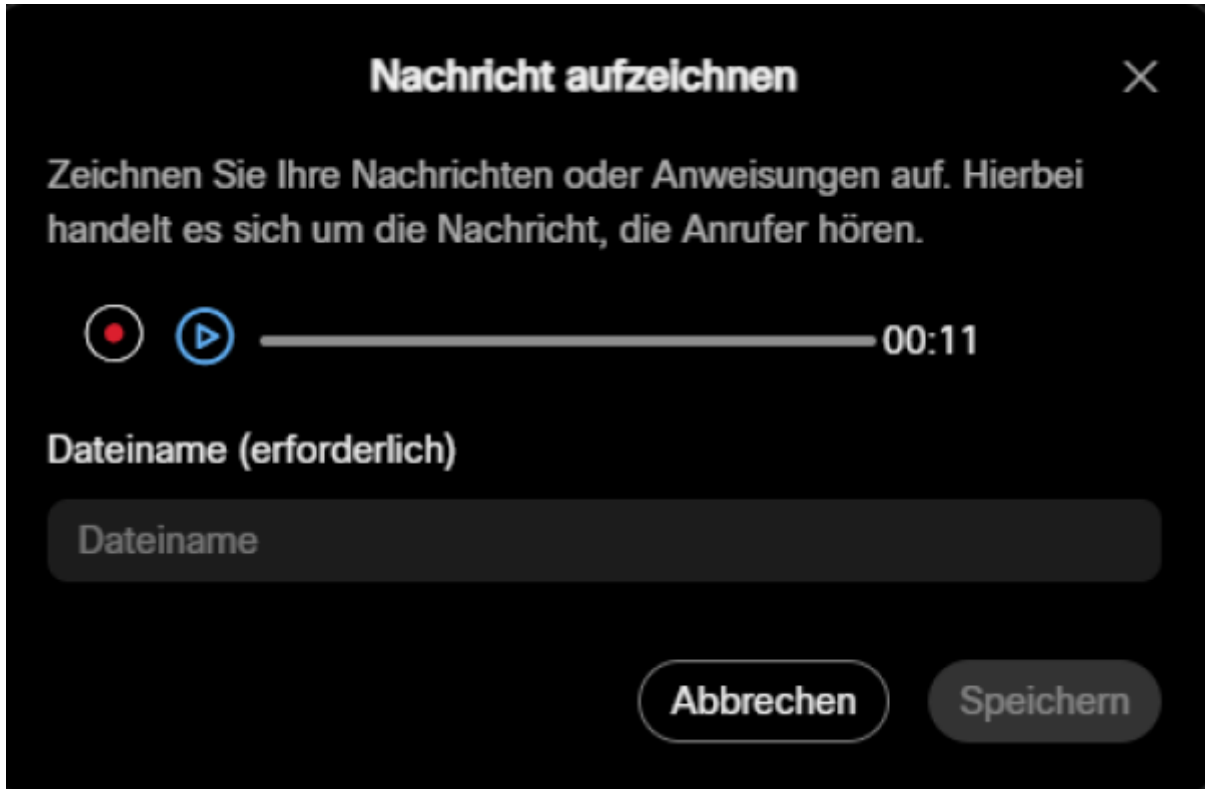 Nachricht aufzeichnen
Zeichnen Sie Ihre Nachrichten oder Anweisungen auf. Hierbei
handelt es sich um die Nachricht, die Anrufer hören.
00:11
Dateiname (erforderlich)
Dateiname
Abbrechen
Speichern